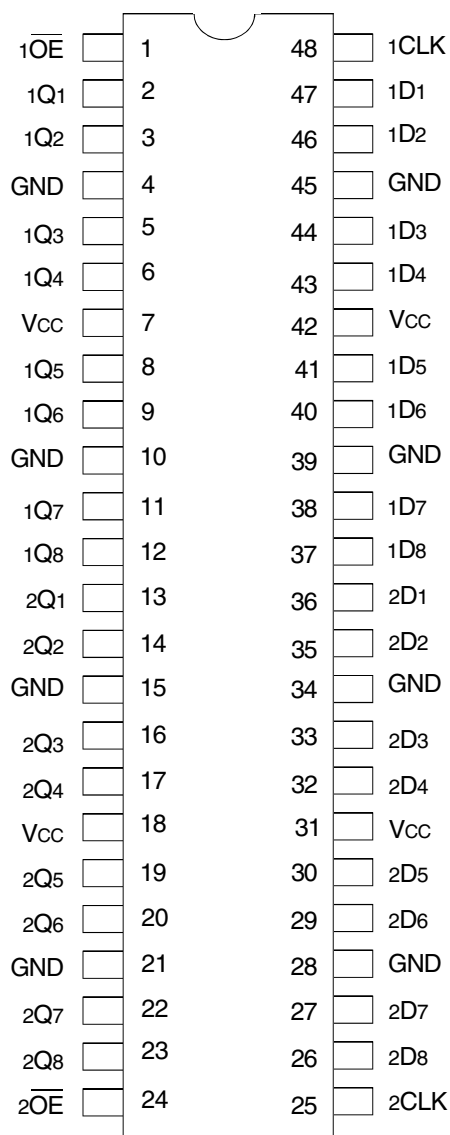 1O̅E̅ 1 48 1CLK
1Q1 2 47 1D1
1Q2 3 46 1D2
GND 4 45 GND
1Q3 5 44 1D3
1Q4 6 43 1D4
VCC 7 42 VCC
1Q5 8 41 1D5
1Q6 9 40 1D6
GND 10 39 GND
1Q7 11 38 1D7
1Q8 12 37 1D8
2Q1 13 36 2D1
2Q2 14 35 2D2
GND 15 34 GND
2Q3 16 33 2D3
2Q4 17 32 2D4
VCC 18 31 VCC
2Q5 19 30 2D5
2Q6 20 29 2D6
GND 21 28 GND
2Q7 22 27 2D7
2Q8 23 26 2D8
2O̅E̅ 24 25 2CLK